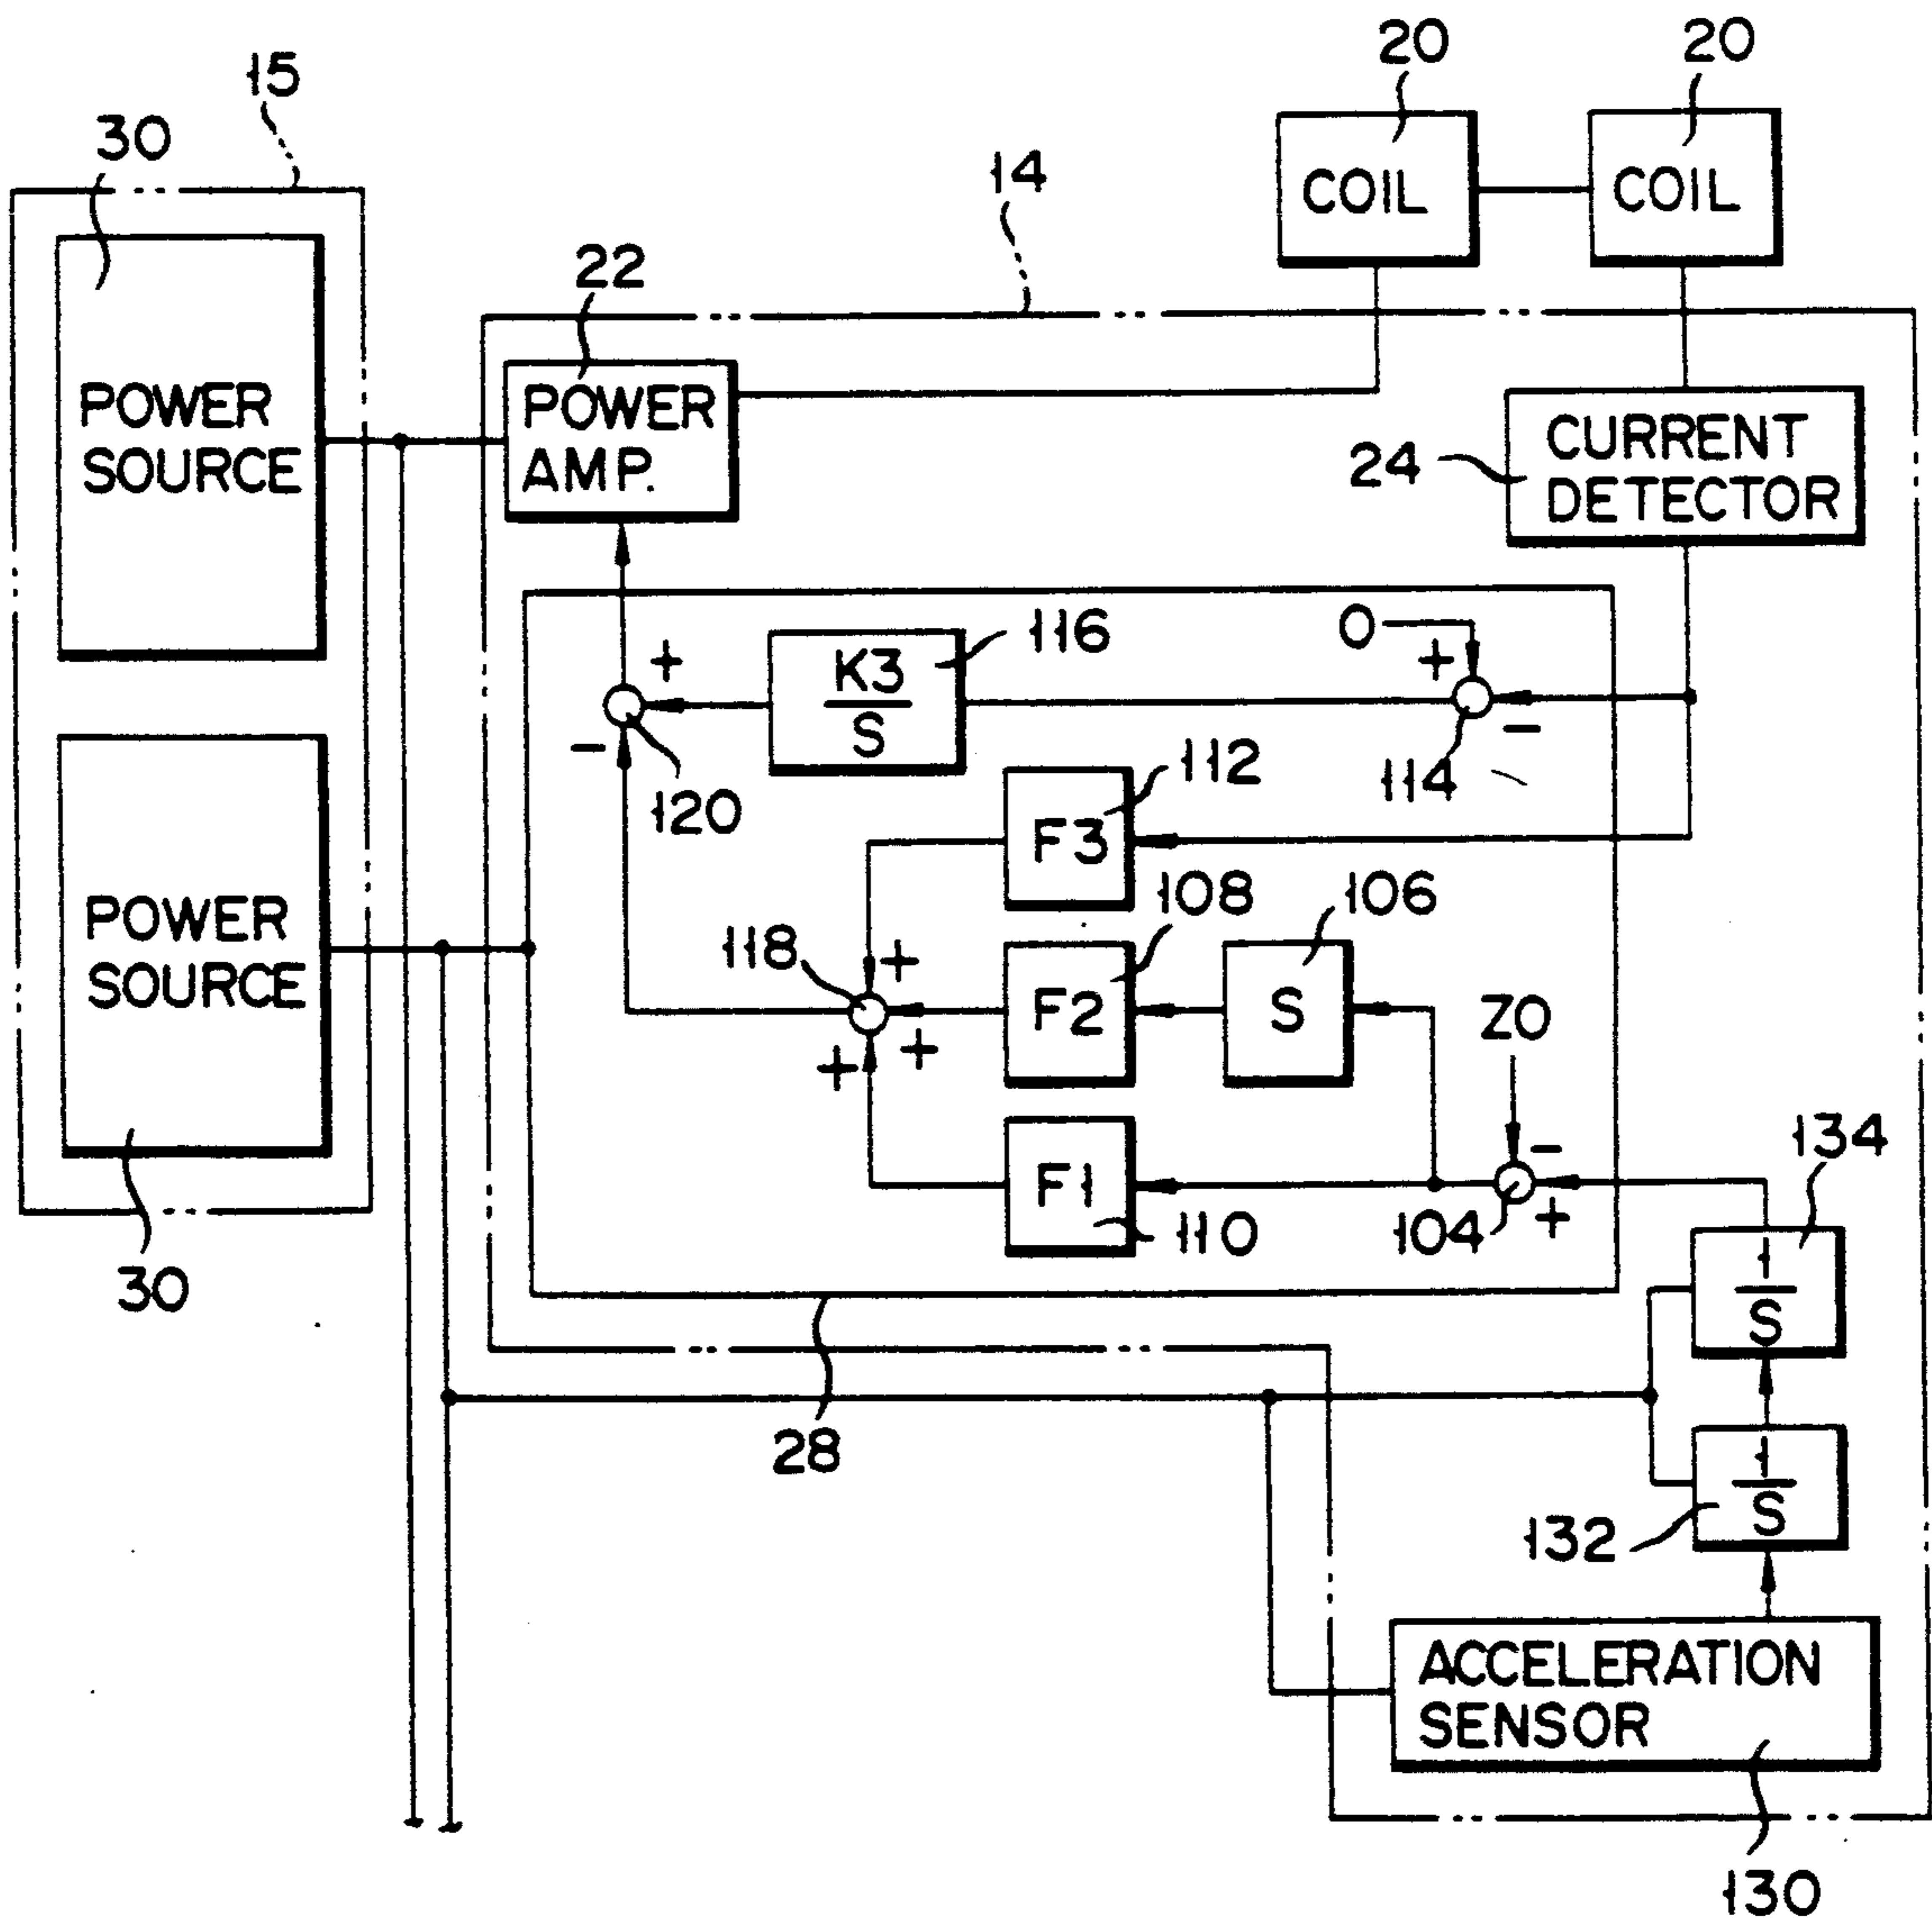 20
20
15
30
14
COIL
COIL
22
POWER
SOURCE
POWER
AMP.
CURRENT
DETECTOR
24
0
+
-
116
K3
S
+
-
120
114
112
F3
108
106
118
+
+
+
F2
S
ZO
POWER
SOURCE
-
+
134
F1
110
104
30
1
S
28
1
S
132
ACCELERATION
SENSOR
130